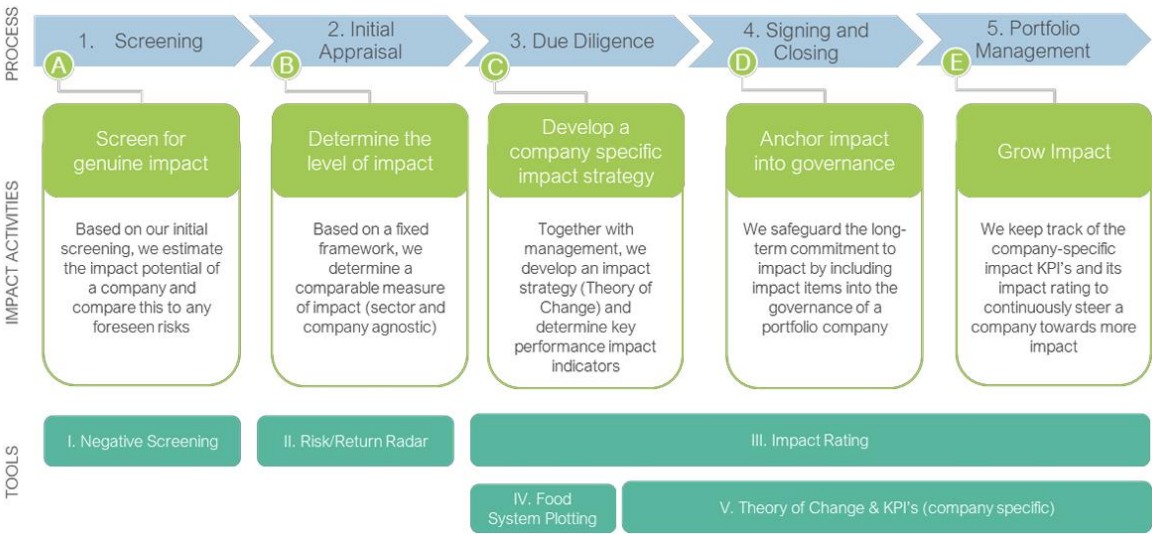 PROCESS
1. Screening
2. Initial
Appraisal
3. Due Diligence
4. Signing and
Closing
5. Portfolio
Management
A
B
C
D
E
IMPACT ACTIVITIES
Screen for
genuine impact
Based on our initial
screening, we estimate
the impact potential of
a company and
compare this to any
foreseen risks
Determine the
level of impact
Based on a fixed
framework, we
determine a
comparable measure
of impact (sector and
company agnostic)
Develop a
company specific
impact strategy
Together with
management, we
develop an impact
strategy (Theory of
Change) and
determine key
performance impact
indicators
Anchor impact
into governance
We safeguard the long-
term commitment to
impact by including
impact items into the
governance of a
portfolio company
Grow Impact
We keep track of the
company-specific
impact KPI's and its
impact rating to
continuously steer a
company towards more
impact
TOOLS
I. Negative Screening
II. Risk/Return Radar
III. Impact Rating
IV. Food
System Plotting
V. Theory of Change & KPI's (company specific)